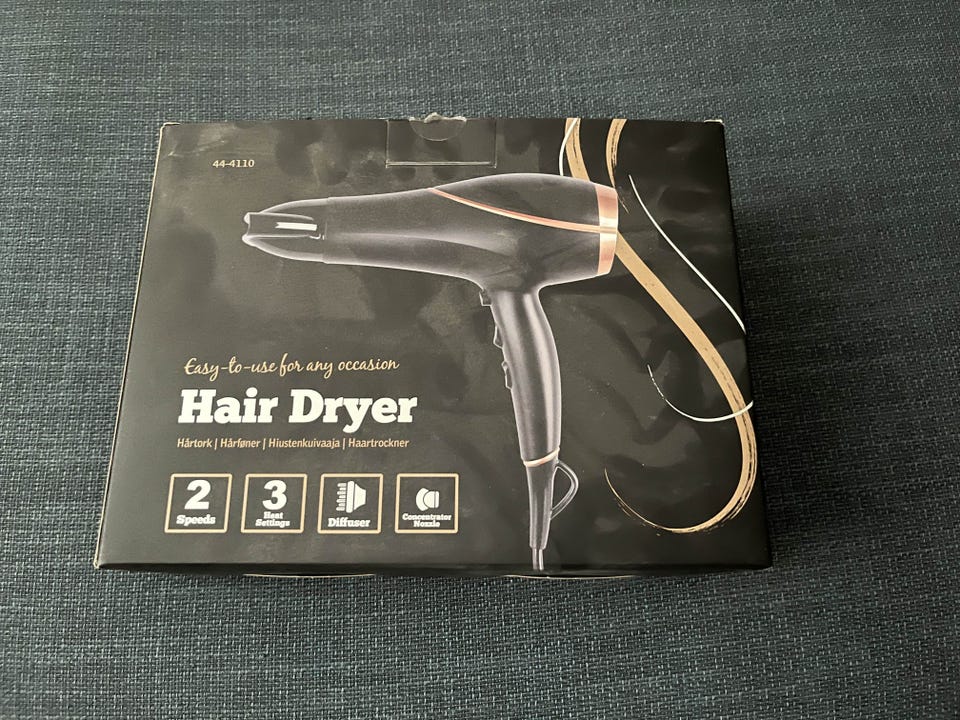 44-4110
Easy-to-use for any occasion
Hair Dryer
Hårtork | Hårføner | Hiustenkuivaaja | Haartrockner
2
Speeds
3
Heat
Settings
Diffuser
Concentrator
Nozzle